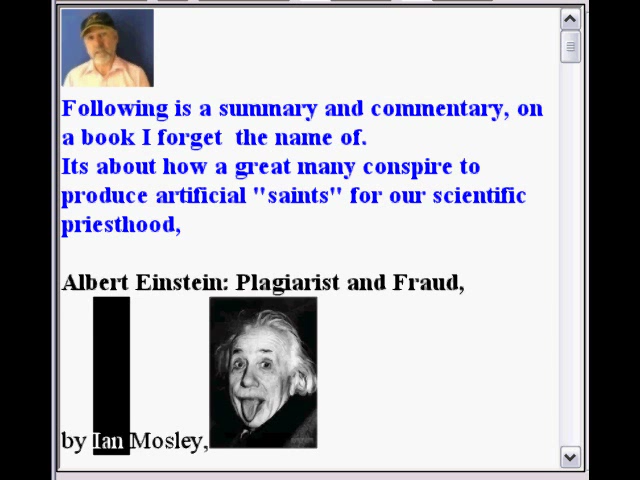 Following is a summary and commentary, on
a book I forget the name of.
Its about how a great many conspire to
produce artificial "saints" for our scientific
priesthood,
Albert Einstein: Plagiarist and Fraud,
by Ian Mosley,